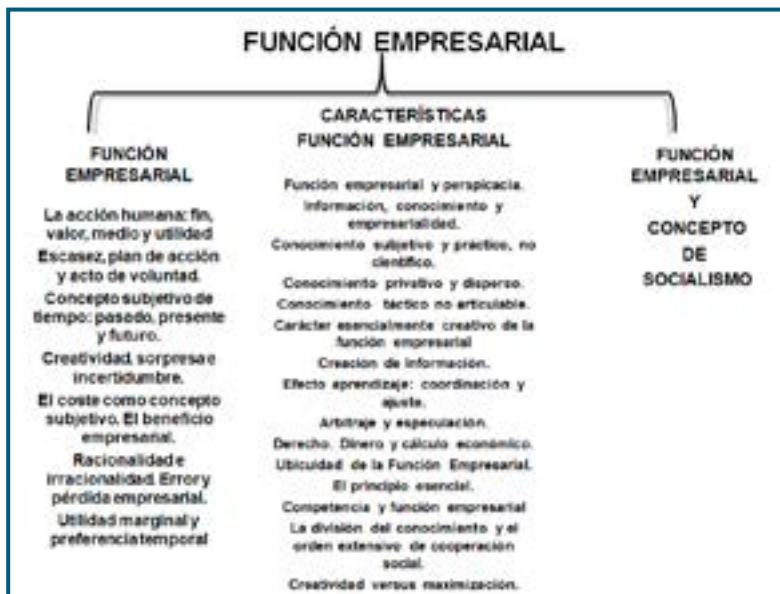 FUNCIÓN EMPRESARIAL
FUNCIÓN
EMPRESARIAL
La acción humana: fin,
valor, medio y utilidad
Escasez, plan de acción
y acto de voluntad.
Concepto subjetivo de
tiempo: pasado, presente
y futuro.
Creatividad, sorpresa e
incertidumbre.
El coste como concepto
subjetivo. El beneficio
empresarial.
Racionalidad e
irracionalidad. Error y
pérdida empresarial.
Utilidad marginal y
preferencia temporal
CARACTERÍSTICAS
FUNCIÓN EMPRESARIAL
Función empresarial y perspicacia.
Información, conocimiento y
empresarialidad.
Conocimiento subjetivo y práctico, no
científico.
Conocimiento privativo y disperso.
Conocimiento táctico no articulable.
Carácter esencialmente creativo de la
función empresarial
Creación de información.
Efecto aprendizaje: coordinación y
ajuste.
Arbitraje y especulación.
Derecho. Dinero y cálculo económico.
Ubicuidad de la Función Empresarial.
El principio esencial.
Competencia y función empresarial
La división del conocimiento y el
orden extensivo de cooperación
social.
Creatividad versus maximización.
FUNCIÓN
EMPRESARIAL
Y
CONCEPTO
DE
SOCIALISMO